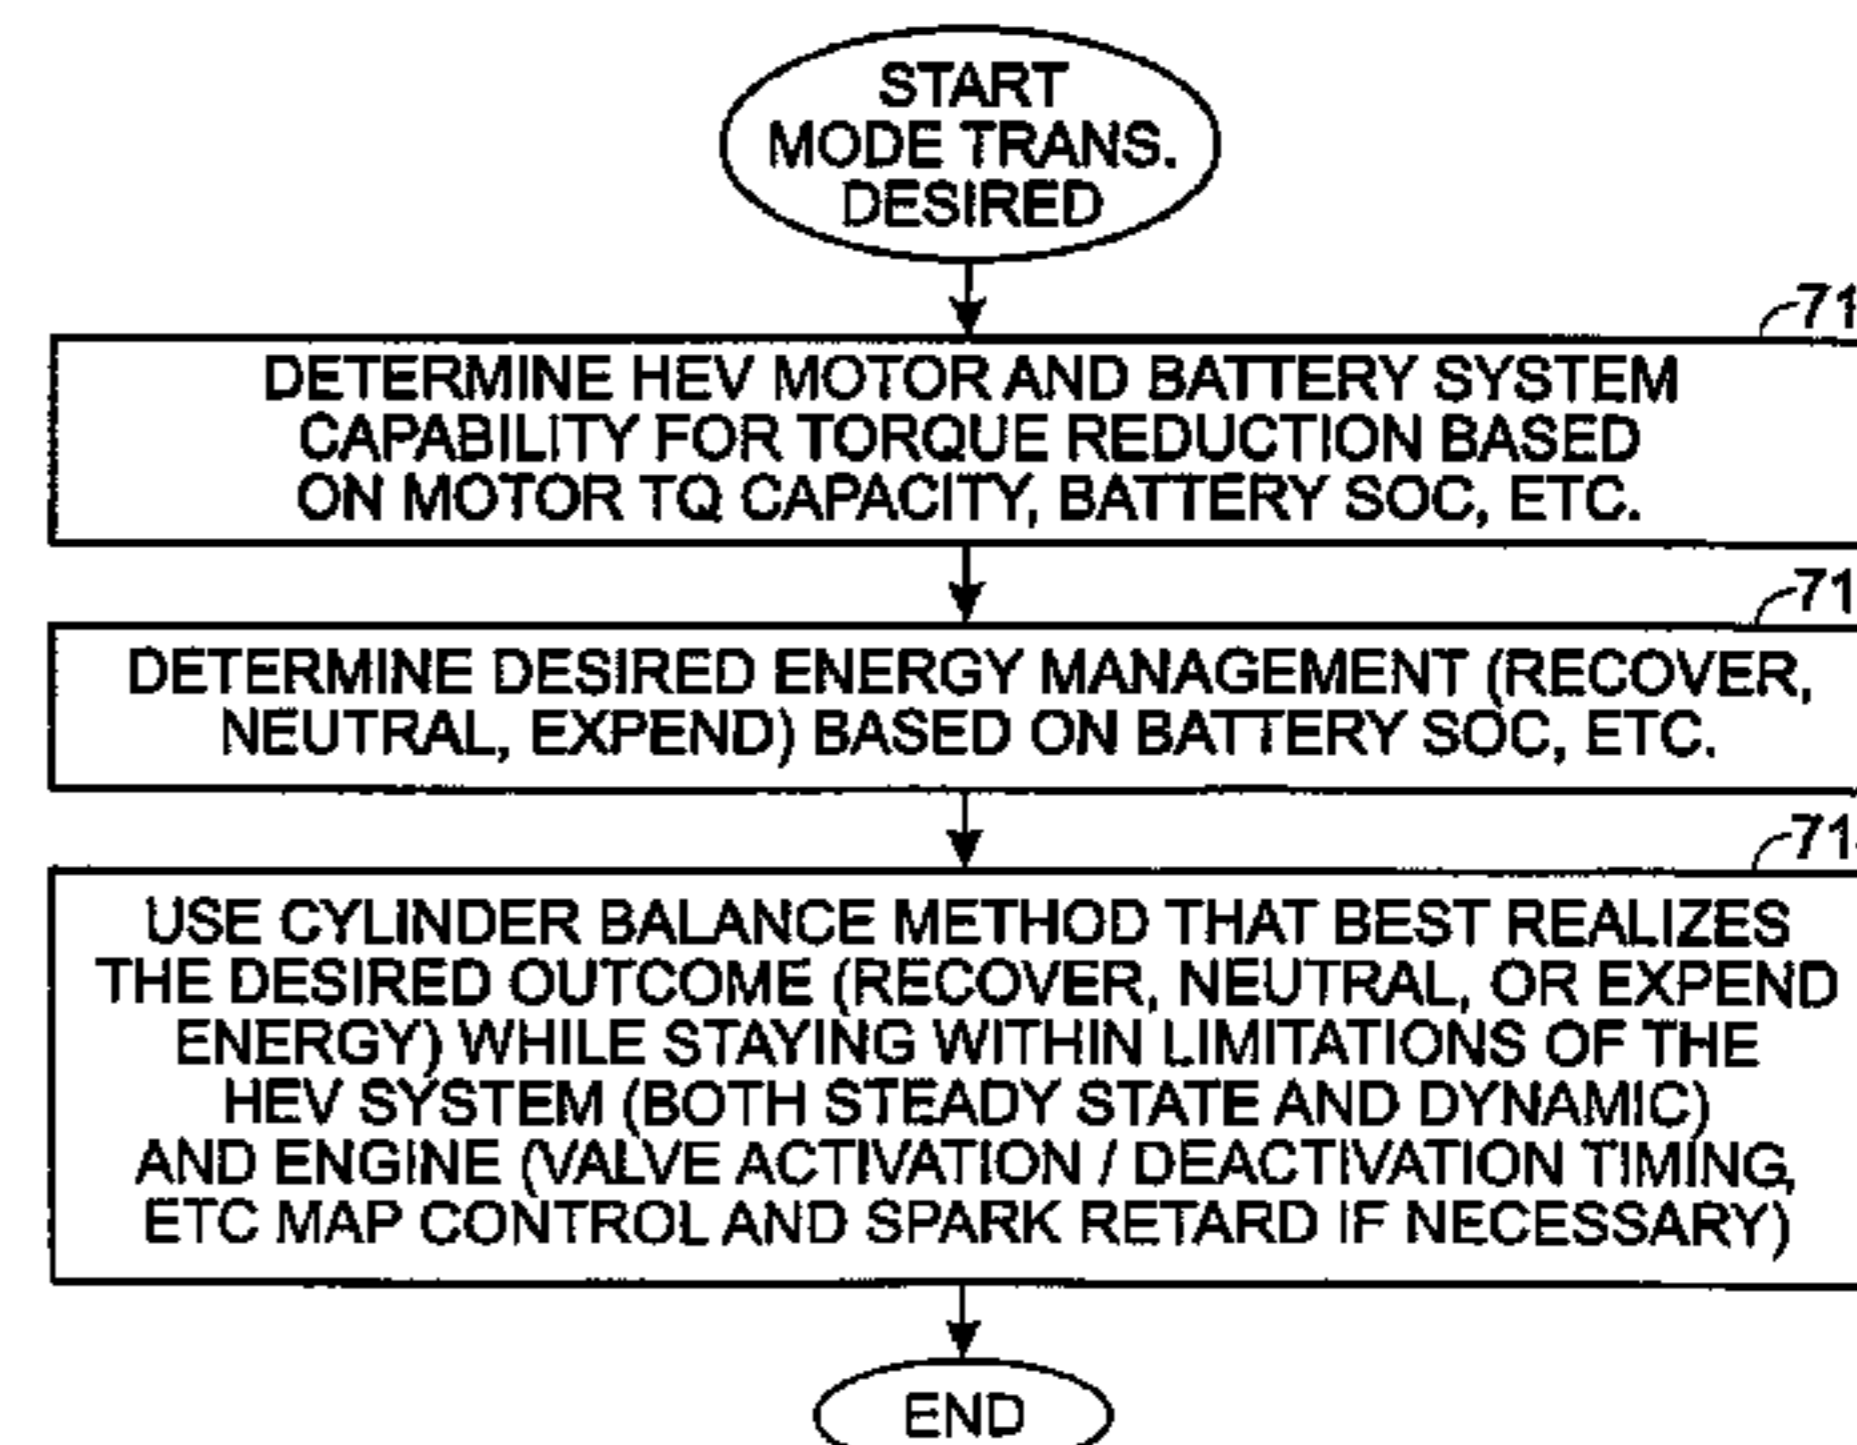 START
MODE TRANS.
DESIRED
71
DETERMINE HEV MOTOR AND BATTERY SYSTEM
CAPABILITY FOR TORQUE REDUCTION BASED
ON MOTOR TQ CAPACITY, BATTERY SOC, ETC.
71
DETERMINE DESIRED ENERGY MANAGEMENT (RECOVER,
NEUTRAL, EXPEND) BASED ON BATTERY SOC, ETC.
71
USE CYLINDER BALANCE METHOD THAT BEST REALIZES
THE DESIRED OUTCOME (RECOVER, NEUTRAL, OR EXPEND
ENERGY) WHILE STAYING WITHIN LIMITATIONS OF THE
HEV SYSTEM (BOTH STEADY STATE AND DYNAMIC)
AND ENGINE (VALVE ACTIVATION / DEACTIVATION TIMING,
ETC MAP CONTROL AND SPARK RETARD IF NECESSARY)
END